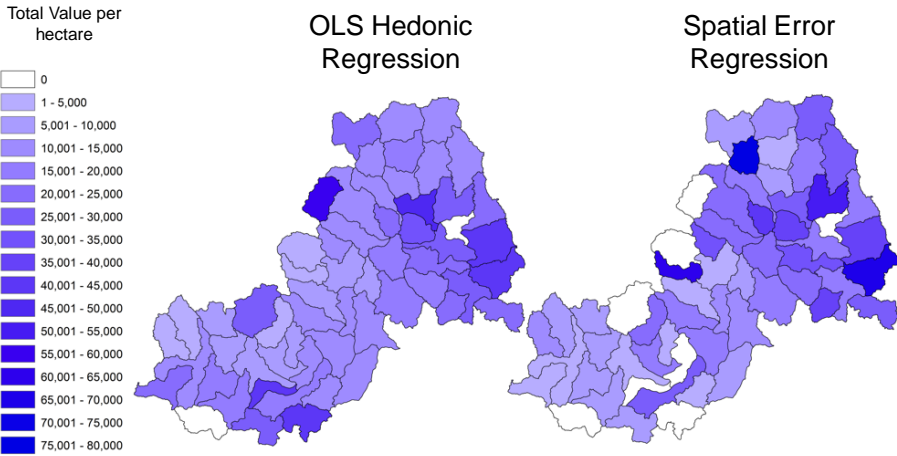 Total Value per
hectare
OLS Hedonic
Regression
Spatial Error
Regression
0
1 - 5,000
5,001 - 10,000
10,001 - 15,000
15,001 - 20,000
20,001 - 25,000
25,001 - 30,000
30,001 - 35,000
35,001 - 40,000
40,001 - 45,000
45,001 - 50,000
50,001 - 55,000
55,001 - 60,000
60,001 - 65,000
65,001 - 70,000
70,001 - 75,000
75,001 - 80,000